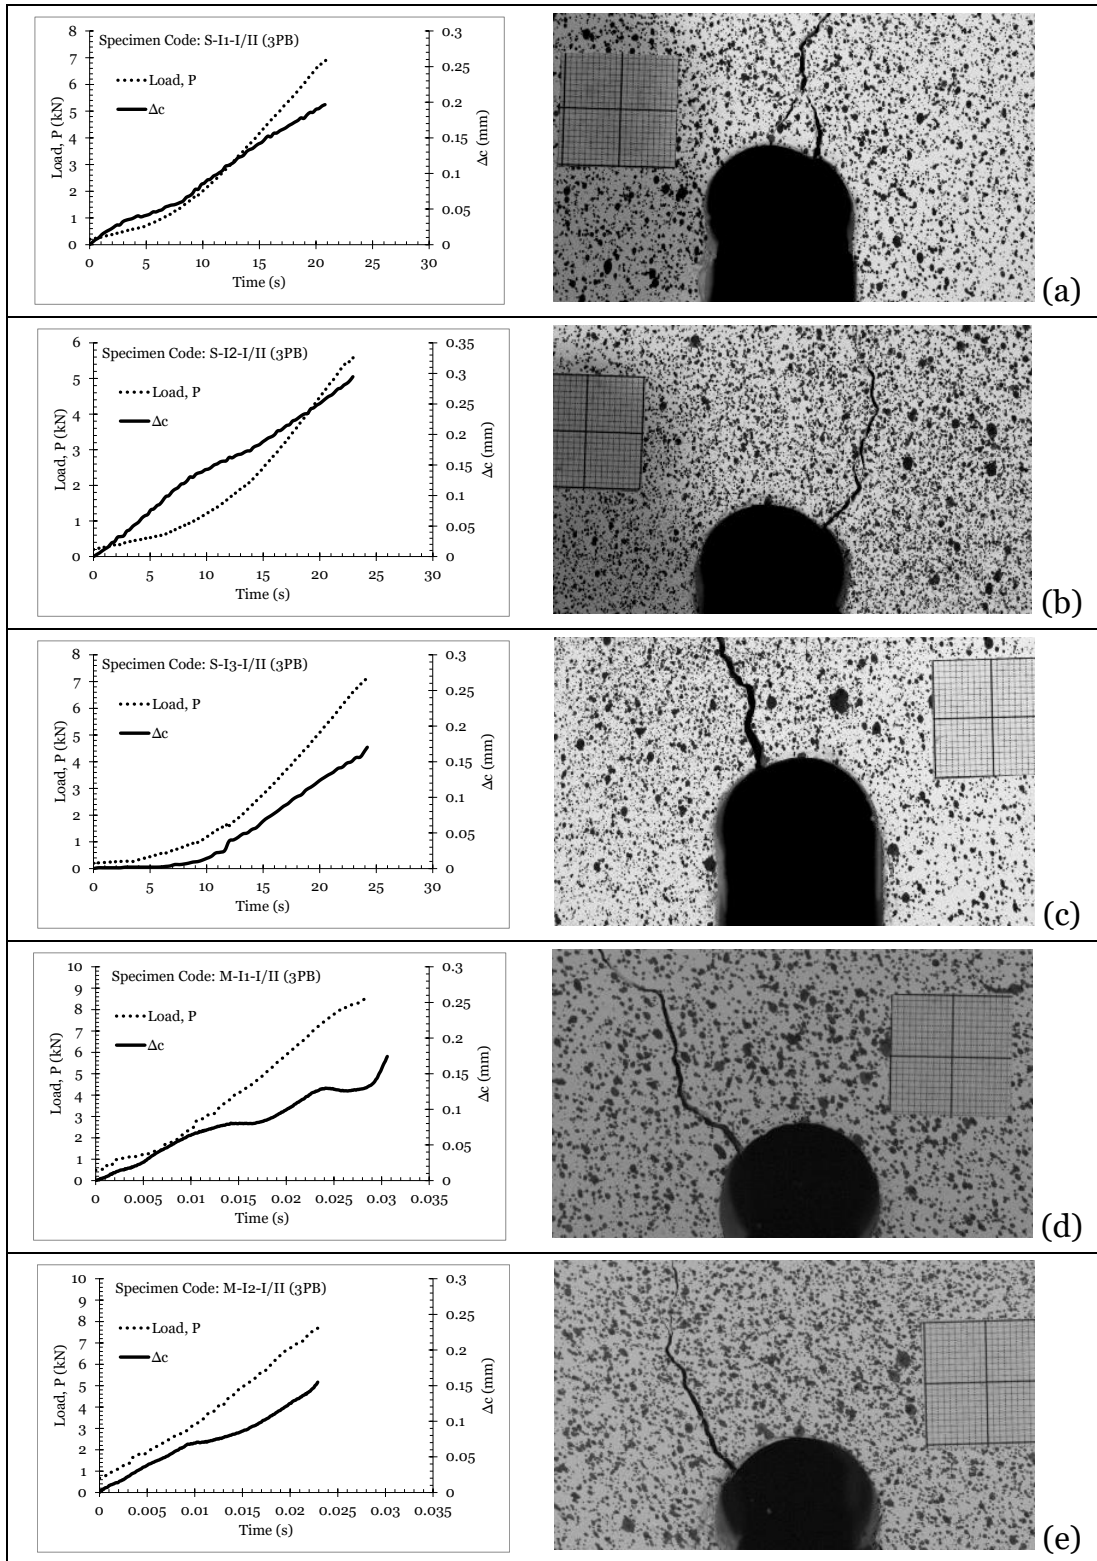 Specimen Code: S-I1-I/II (3PB)
Load, P
Δc
Load, P (kN)
8
7
6
5
4
3
2
1
0
0.3
0.25
0.2
0.15
0.1
0.05
0
Δc (mm)
0 5 10 15 20 25 30
Time (s)
(a)
Specimen Code: S-I2-I/II (3PB)
Load, P
Δc
Load, P (kN)
6
5
4
3
2
1
0
0.35
0.3
0.25
0.2
0.15
0.1
0.05
0
Δc (mm)
0 5 10 15 20 25 30
Time (s)
(b)
Specimen Code: S-I3-I/II (3PB)
Load, P
Δc
Load, P (kN)
8
7
6
5
4
3
2
1
0
0.3
0.25
0.2
0.15
0.1
0.05
0
Δc (mm)
0 5 10 15 20 25 30
Time (s)
(c)
Specimen Code: M-I1-I/II (3PB)
Load, P
Δc
Load, P (kN)
10
9
8
7
6
5
4
3
2
1
0
0.3
0.25
0.2
0.15
0.1
0.05
0
Δc (mm)
0 0.005 0.01 0.015 0.02 0.025 0.03 0.035
Time (s)
(d)
Specimen Code: M-I2-I/II (3PB)
Load, P
Δc
Load, P (kN)
10
9
8
7
6
5
4
3
2
1
0
0.3
0.25
0.2
0.15
0.1
0.05
0
Δc (mm)
0 0.005 0.01 0.015 0.02 0.025 0.03 0.035
Time (s)
(e)